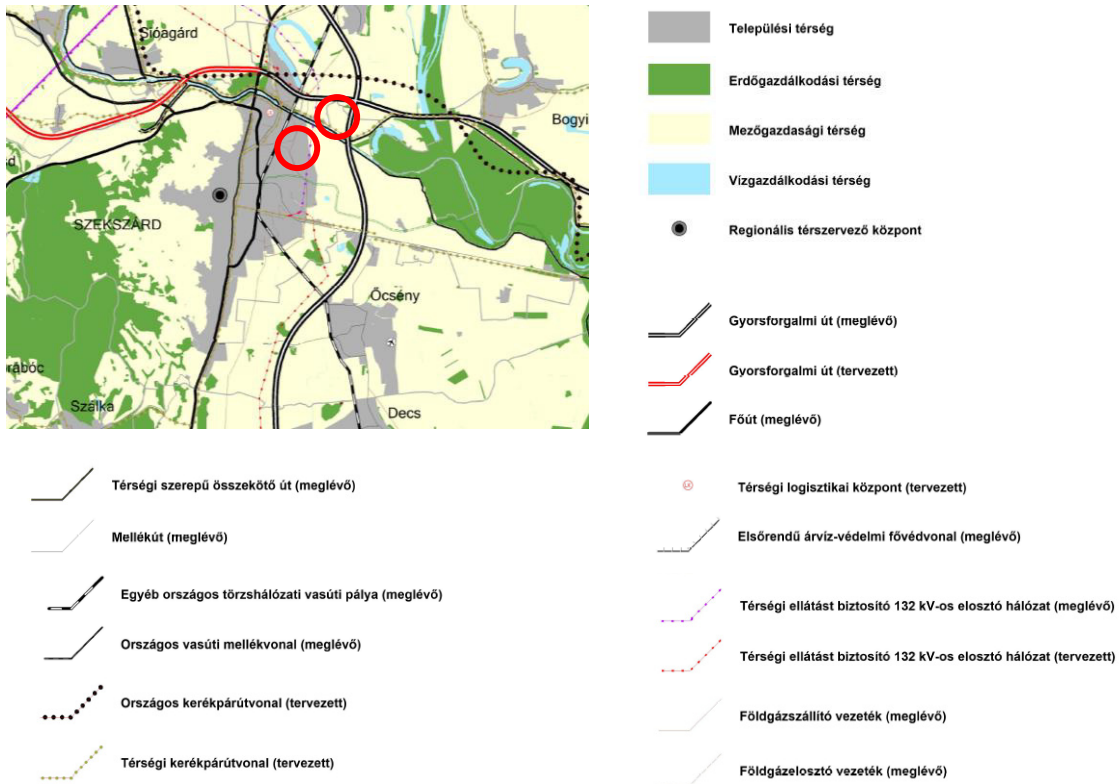 Sióagárd
Bogyi
SZEKSZÁRD
Őcsény
rabóc
Szálka
Decs
Települési térség
Erdőgazdálkodási térség
Mezőgazdasági térség
Vízgazdálkodási térség
Regionális térszervező központ
Gyorsforgalmi út (meglévő)
Gyorsforgalmi út (tervezett)
Főút (meglévő)
Térségi szerepű összekötő út (meglévő)
Mellékút (meglévő)
Egyéb országos törzshálózati vasúti pálya (meglévő)
Országos vasúti mellékvonal (meglévő)
Országos kerékpárútvonal (tervezett)
Térségi kerékpárútvonal (tervezett)
Térségi logisztikai központ (tervezett)
Elsőrendű árvíz-védelmi fővédvonal (meglévő)
Térségi ellátást biztosító 132 kV-os elosztó hálózat (meglévő)
Térségi ellátást biztosító 132 kV-os elosztó hálózat (tervezett)
Földgázszállító vezeték (meglévő)
Földgázelosztó vezeték (meglévő)